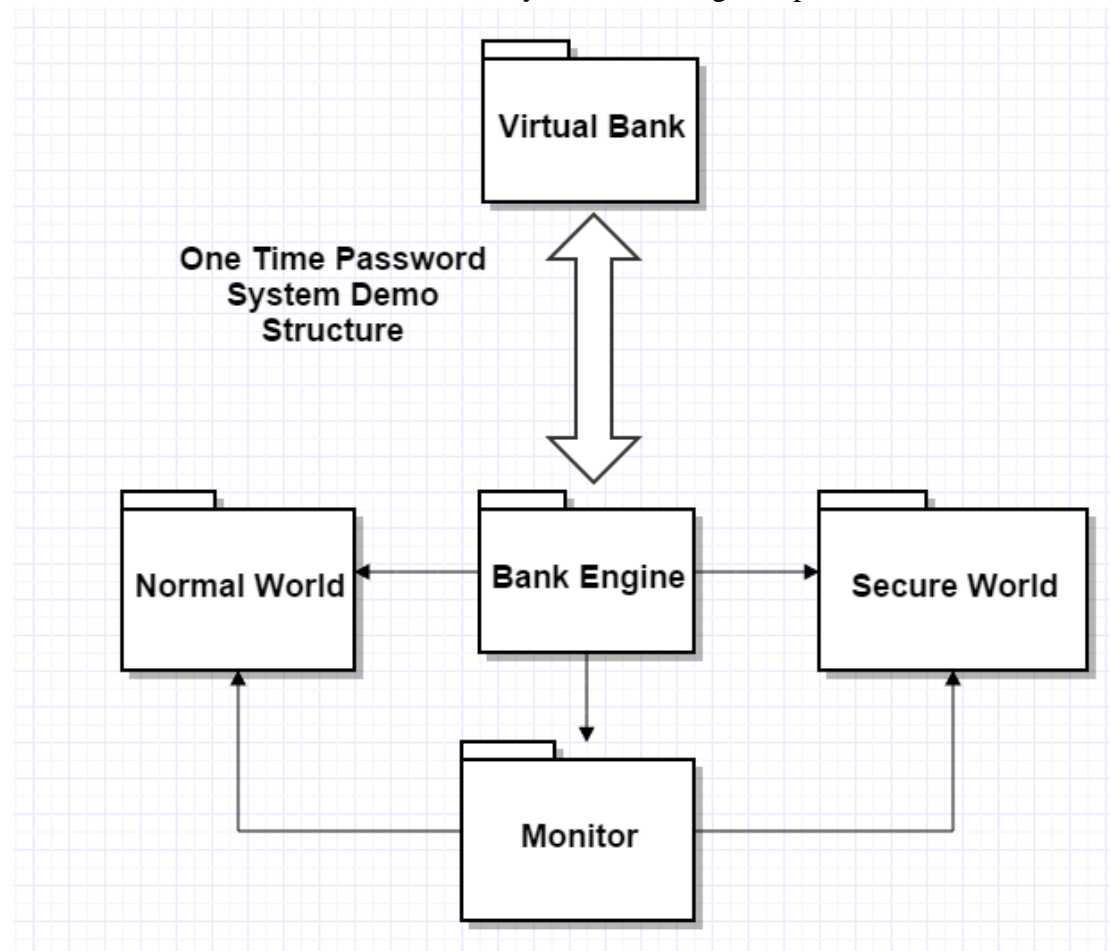 Virtual Bank
One Time Password
System Demo
Structure
Normal World
Bank Engine
Secure World
Monitor